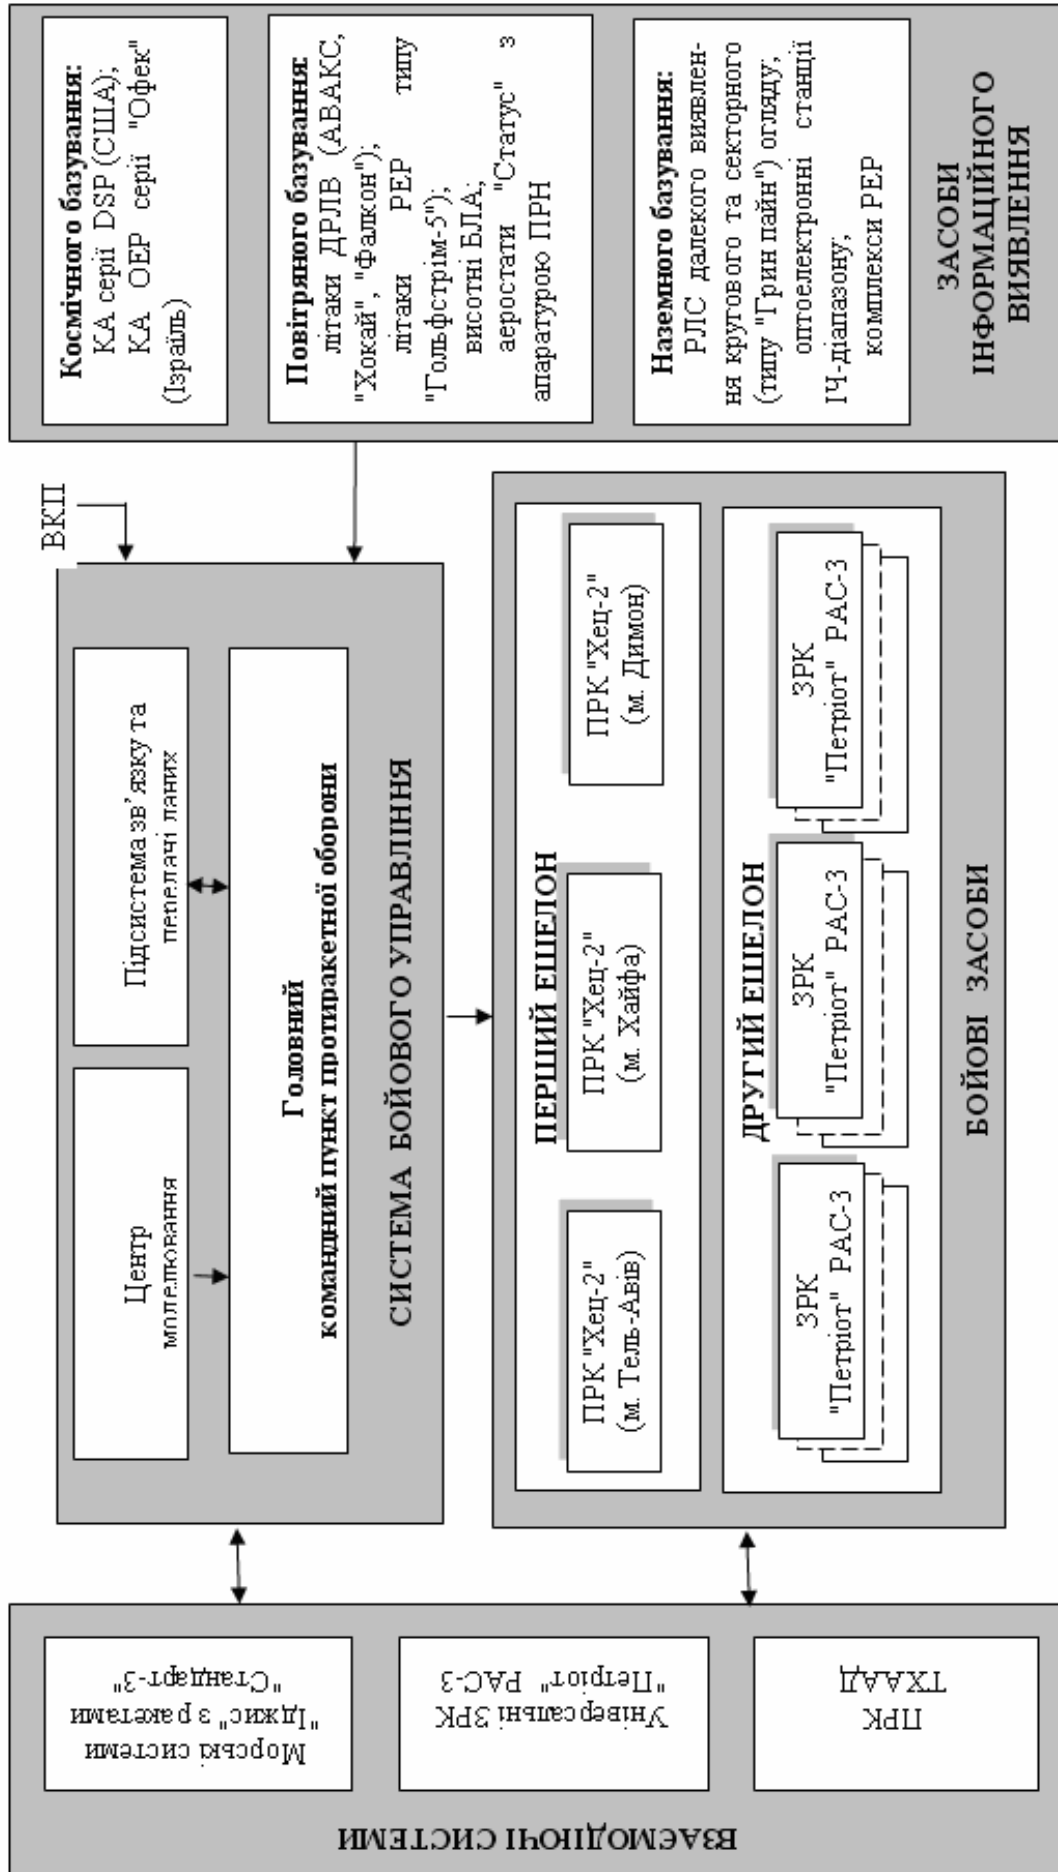 Космічного базування:
КА серії DSP (США);
КА ОЕР серії "Офек"
(Ізраїль)
Повітряного базування:
літаки ДРЛВ (АВАКС,
"Хокай", "Фалкон");
літаки РЕР типу
"Гольфстрім-5");
висотні БЛА;
аеростати "Статус" з
апаратурою ПРН
Наземного базування:
РЛС далекого виявлен-
ня кругового та секторного
(типу "Грин пайн") огляду;
оптоелектронні станції
ІЧ-діапазону;
комплекси РЕР
ЗАСОБИ
ІНФОРМАЦІЙНОГО
ВИЯВЛЕННЯ
ВКП
Центр
моделювання
Підсистема зв'язку та
передачі даних
Головний
командний пункт протиракетної оборони
СИСТЕМА БОЙОВОГО УПРАВЛІННЯ
ПЕРШИЙ ЕШЕЛОН
ПРК "Хец-2"
(м. Тель-Авів)
ПРК "Хец-2"
(м. Хайфа)
ПРК "Хец-2"
(м. Димон)
ДРУГИЙ ЕШЕЛОН
ЗРК
"Петріот" РАС-3
ЗРК
"Петріот" РАС-3
ЗРК
"Петріот" РАС-3
БОЙОВІ ЗАСОБИ
Морські системи
"Іджис" з ракетами
"Стандарт-3"
Універсальні ЗРК
"Петріот" РАС-3
ПРК
ТХААД
ВЗАЄМОДІЮЧІ СИСТЕМИ